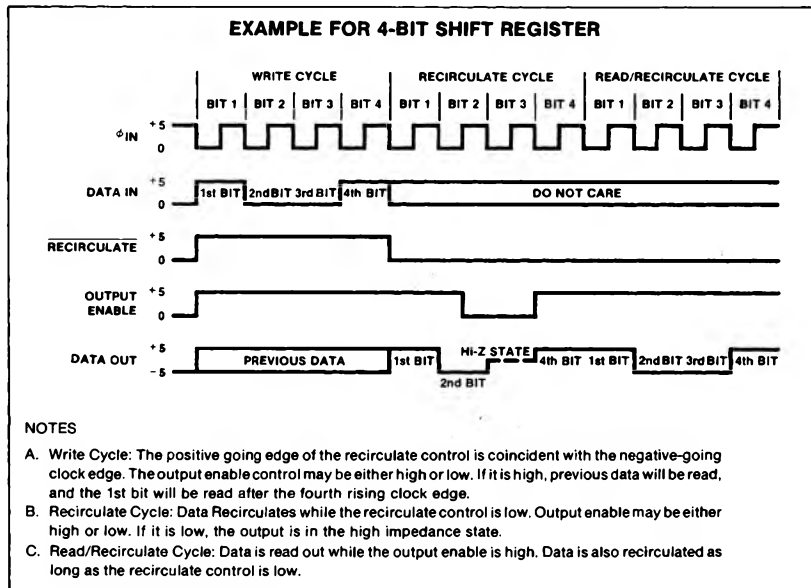 EXAMPLE FOR 4-BIT SHIFT REGISTER
WRITE CYCLE RECIRCULATE CYCLE READ/RECIRCULATE CYCLE
BIT 1 BIT 2 BIT 3 BIT 4 BIT 1 BIT 2 BIT 3 BIT 4 BIT 1 BIT 2 BIT 3 BIT 4
+5
ϕIN
0
+5
DATA IN 1st BIT 2nd BIT 3rd BIT 4th BIT DO NOT CARE
0
+5
RECIRCULATE
0
+5
OUTPUT
ENABLE
0
+5 Hi-Z STATE
DATA OUT PREVIOUS DATA 1st BIT 4th BIT 1st BIT 2nd BIT 3rd BIT 4th BIT
-5
2nd BIT
NOTES
A. Write Cycle: The positive going edge of the recirculate control is coincident with the negative-going
clock edge. The output enable control may be either high or low. If it is high, previous data will be read,
and the 1st bit will be read after the fourth rising clock edge.
B. Recirculate Cycle: Data Recirculates while the recirculate control is low. Output enable may be either
high or low. If it is low, the output is in the high impedance state.
C. Read/Recirculate Cycle: Data is read out while the output enable is high. Data is also recirculated as
long as the recirculate control is low.